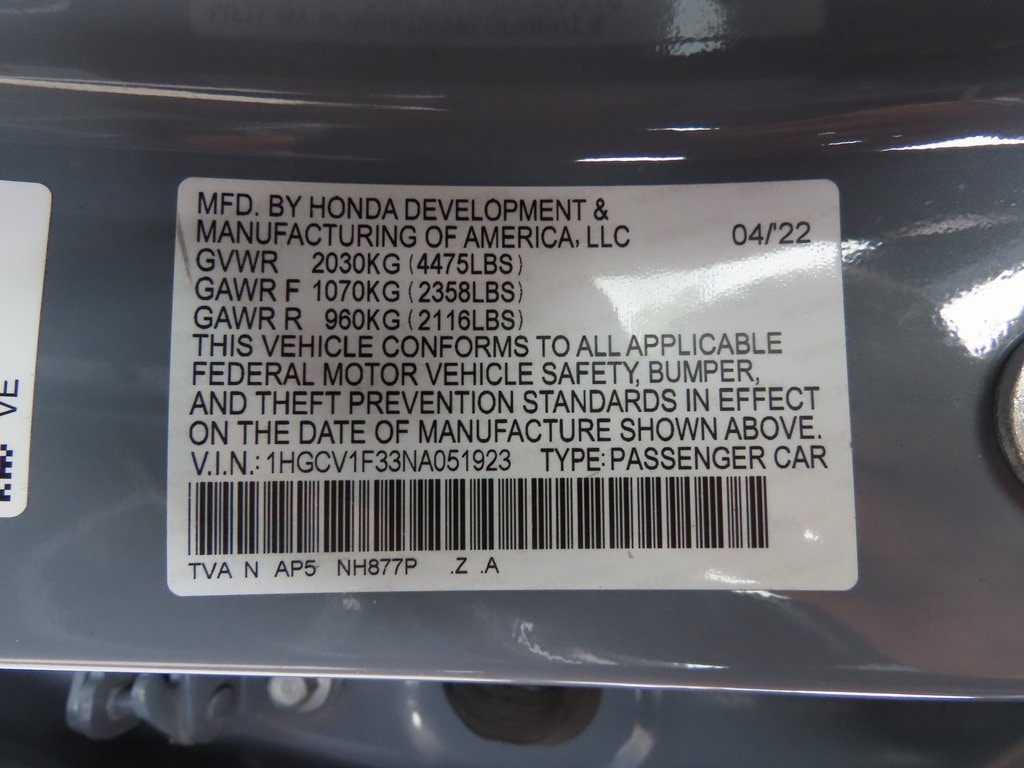 MFD. BY HONDA DEVELOPMENT &
MANUFACTURING OF AMERICA, LLC 04/'22
GVWR 2030KG (4475LBS)
GAWR F 1070KG (2358LBS)
GAWR R 960KG (2116LBS)
THIS VEHICLE CONFORMS TO ALL APPLICABLE
FEDERAL MOTOR VEHICLE SAFETY, BUMPER,
AND THEFT PREVENTION STANDARDS IN EFFECT
ON THE DATE OF MANUFACTURE SHOWN ABOVE.
V.I.N.: 1HGCV1F33NA051923 TYPE: PASSENGER CAR
TVA N AP5 NH877P .Z .A
VE